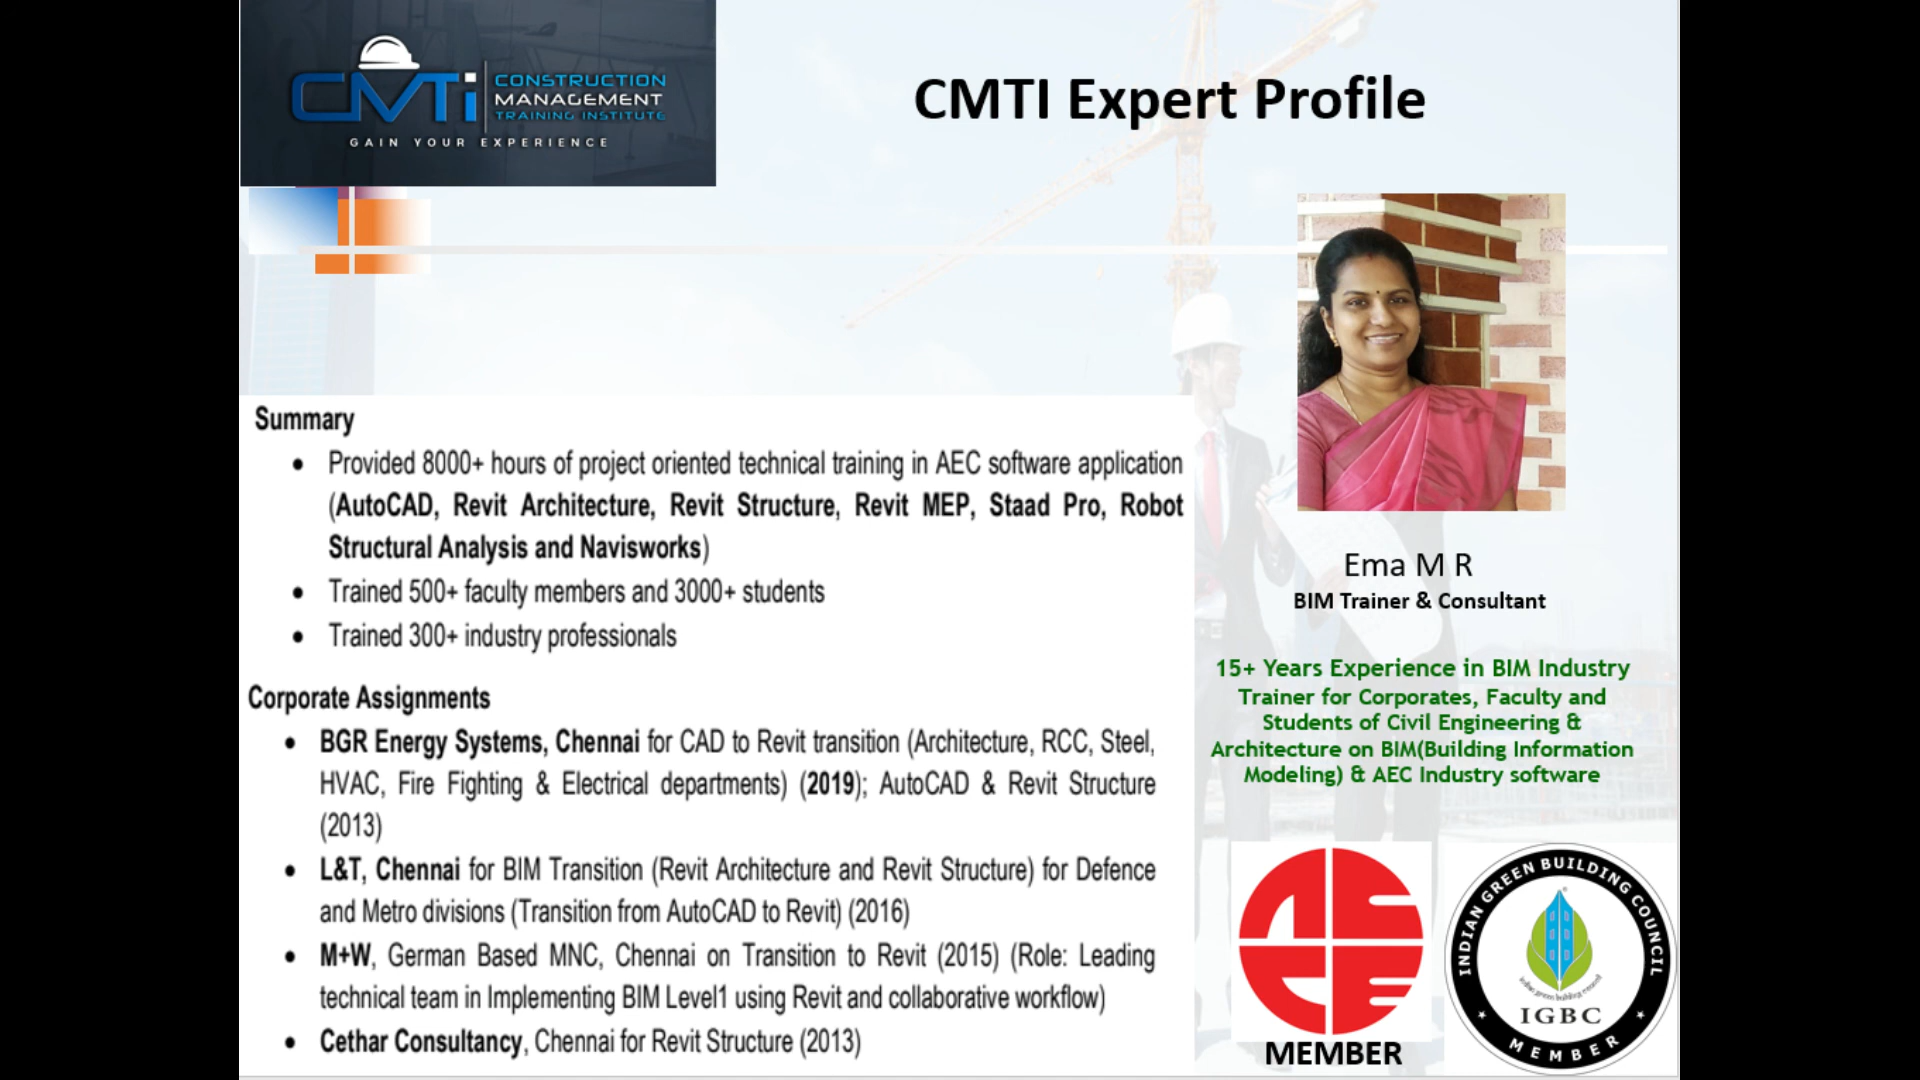 CMTi
CONSTRUCTION
MANAGEMENT
TRAINING INSTITUTE
GAIN YOUR EXPERIENCE
CMTI Expert Profile
Summary
• Provided 8000+ hours of project oriented technical training in AEC software application
(AutoCAD, Revit Architecture, Revit Structure, Revit MEP, Staad Pro, Robot
Structural Analysis and Navisworks)
• Trained 500+ faculty members and 3000+ students
• Trained 300+ industry professionals
Corporate Assignments
• BGR Energy Systems, Chennai for CAD to Revit transition (Architecture, RCC, Steel,
HVAC, Fire Fighting & Electrical departments) (2019); AutoCAD & Revit Structure
(2013)
• L&T, Chennai for BIM Transition (Revit Architecture and Revit Structure) for Defence
and Metro divisions (Transition from AutoCAD to Revit) (2016)
• M+W, German Based MNC, Chennai on Transition to Revit (2015) (Role: Leading
technical team in Implementing BIM Level1 using Revit and collaborative workflow)
• Cethar Consultancy, Chennai for Revit Structure (2013)
Ema M R
BIM Trainer & Consultant
15+ Years Experience in BIM Industry
Trainer for Corporates, Faculty and
Students of Civil Engineering &
Architecture on BIM(Building Information
Modeling) & AEC Industry software
MEMBER
INDIAN GREEN BUILDING COUNCIL
IGBC
MEMBER